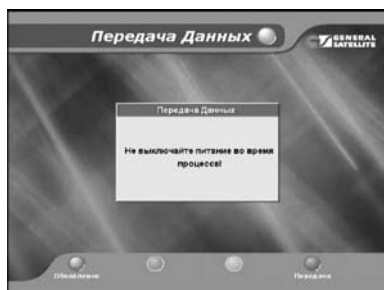 Передача Данных
GENERAL
SATELLITE
Передача Данных
Не выключайте питание во время
процесса!
Обновление
Передача